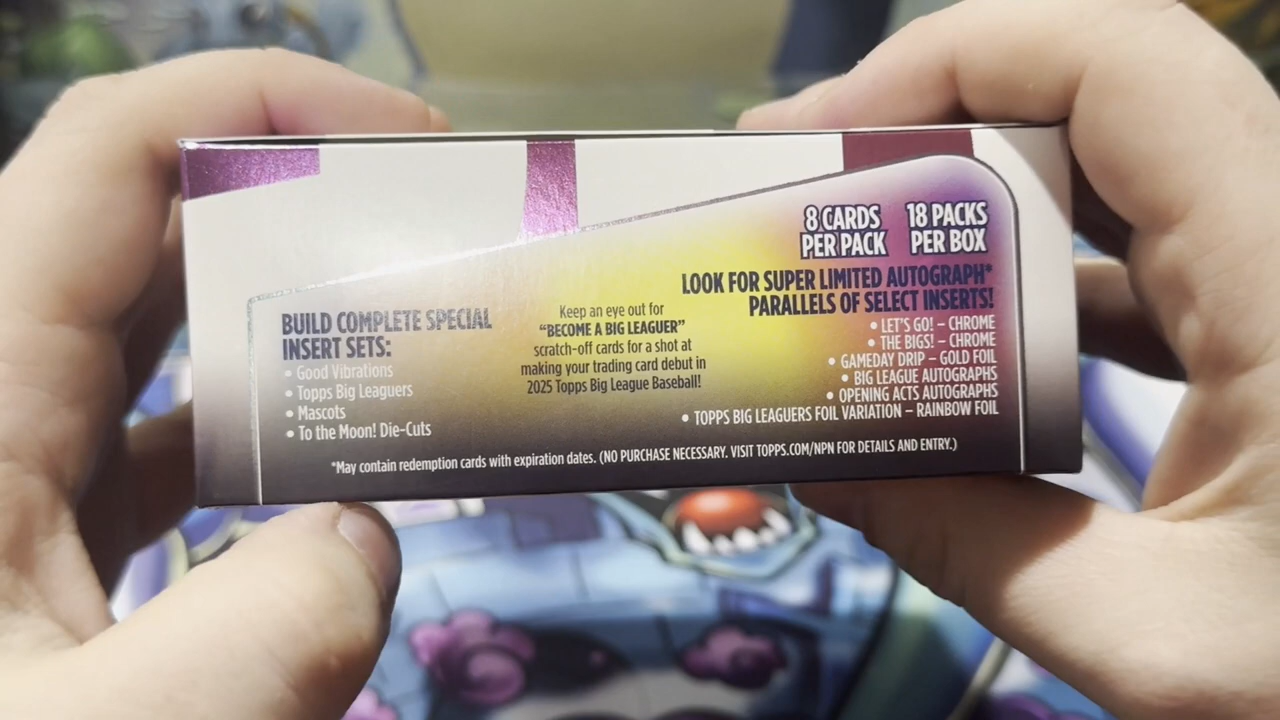 8 CARDS
PER PACK
18 PACKS
PER BOX
LOOK FOR SUPER LIMITED AUTOGRAPH*
PARALLELS OF SELECT INSERTS!
• LET'S GO! – CHROME
• THE BIGS! – CHROME
• GAMEDAY DRIP – GOLD FOIL
• BIG LEAGUE AUTOGRAPHS
• OPENING ACTS AUTOGRAPHS
• TOPPS BIG LEAGUERS FOIL VARIATION – RAINBOW FOIL
Keep an eye out for
"BECOME A BIG LEAGUER"
scratch-off cards for a shot at
making your trading card debut in
2025 Topps Big League Baseball!
BUILD COMPLETE SPECIAL
INSERT SETS:
• Good Vibrations
• Topps Big Leaguers
• Mascots
• To the Moon! Die-Cuts
*May contain redemption cards with expiration dates. (NO PURCHASE NECESSARY. VISIT TOPPS.COM/NPN FOR DETAILS AND ENTRY.)